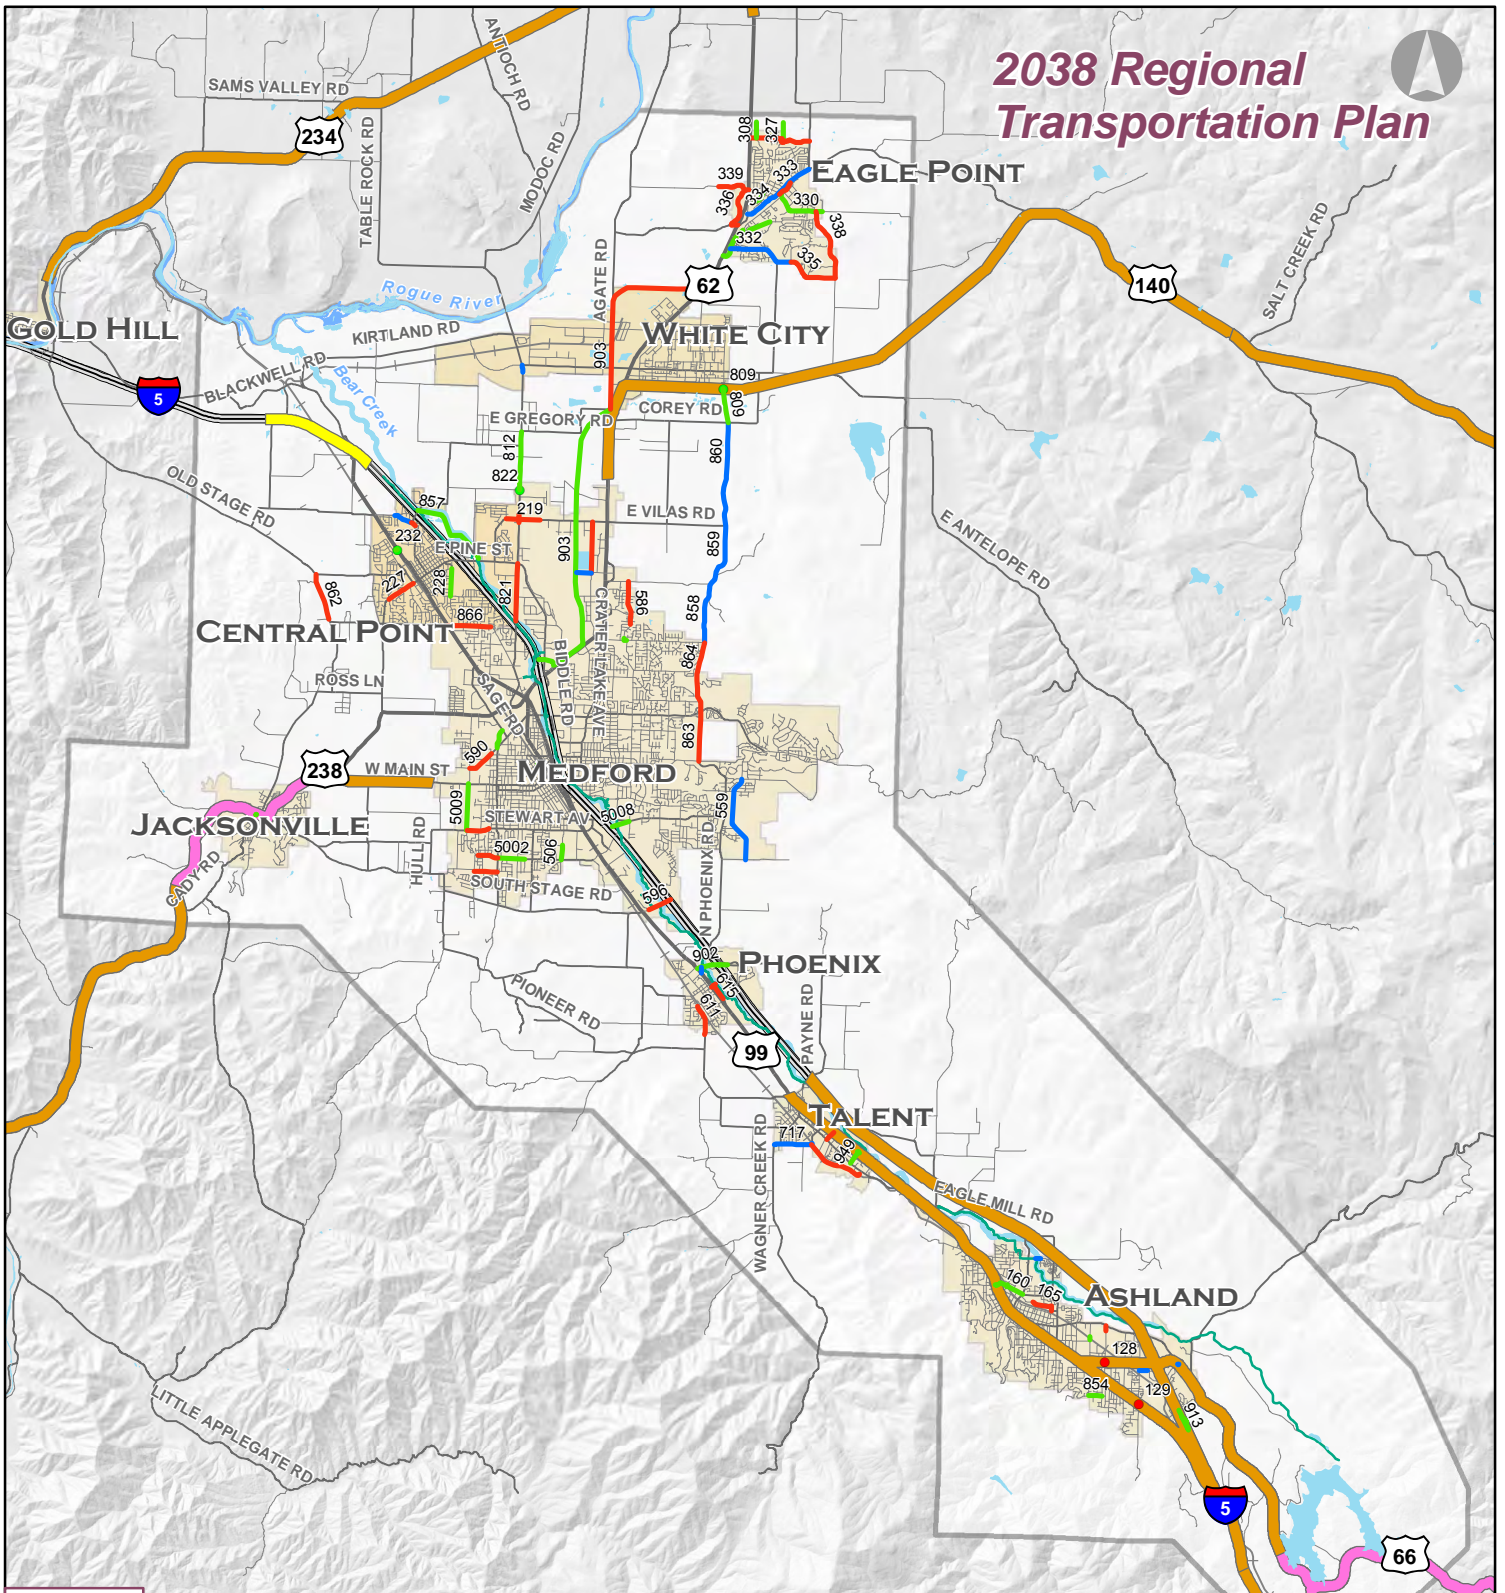 2038 Regional
Transportation Plan
SAMS VALLEY RD
ANTIOCH RD
234
TABLE ROCK RD
MODOC RD
308
327
339
333
EAGLE POINT
334
336
330
338
332
335
SALT CREEK RD
AGATE RD
62
140
Rogue River
GOLD HILL
KIRTLAND RD
WHITE CITY
903
BLACKWELL RD
Bear Creek
5
809
809
COREY RD
E GREGORY RD
812
860
822
OLD STAGE RD
857
219
E VILAS RD
E ANTELOPE RD
232
E PINE ST
903
859
227
228
821
862
586
858
866
CENTRAL POINT
CRATER LAKE AVE
BIDDLE RD
864
ROSS LN
SAGE RD
863
590
238
W MAIN ST
MEDFORD
5009
559
5008
JACKSONVILLE
STEWART AV
HULL RD
5002
506
N PHOENIX RD
CADY RD
SOUTH STAGE RD
596
902
PHOENIX
615
611
PIONEER RD
PAYNE RD
99
TALENT
717
949
WAGNER CREEK RD
EAGLE MILL RD
160
165
ASHLAND
128
854
129
913
LITTLE APPLEGATE RD
5
66